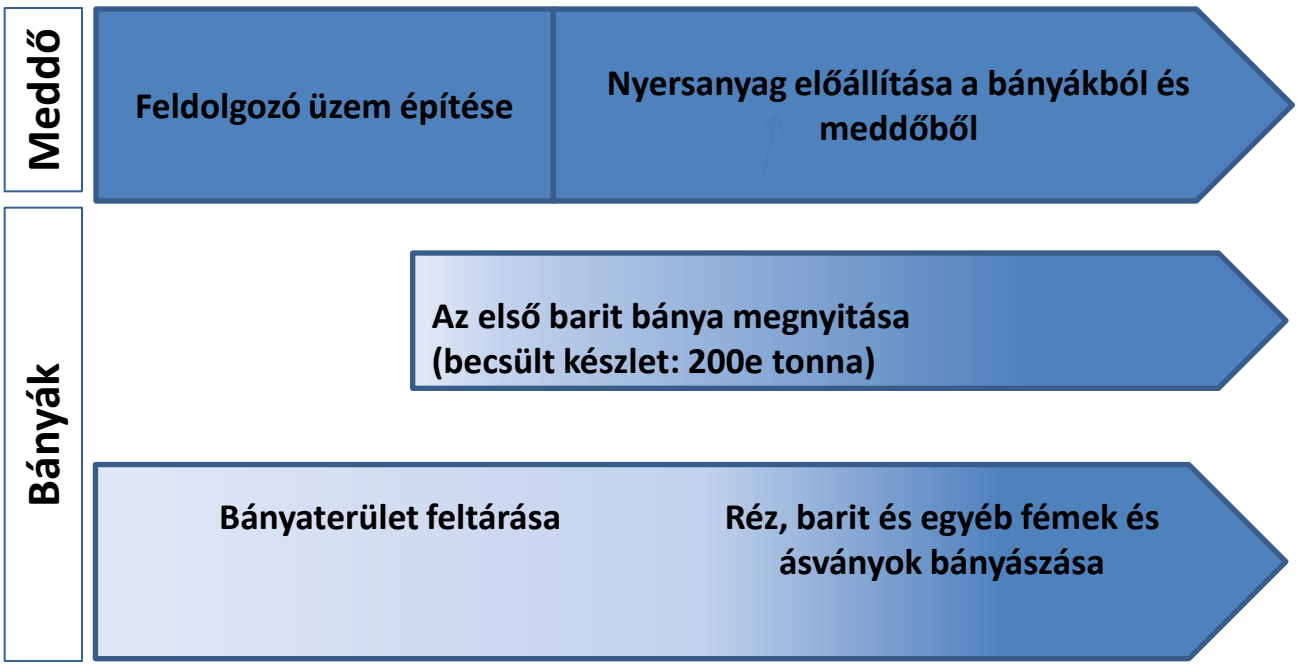 Meddő
Feldolgozó üzem építése
Nyersanyag előállítása a bányákból és
meddőből
Bányák
Az első barit bánya megnyitása
(becsült készlet: 200e tonna)
Bányaterület feltárása
Réz, barit és egyéb fémek és
ásványok bányászása